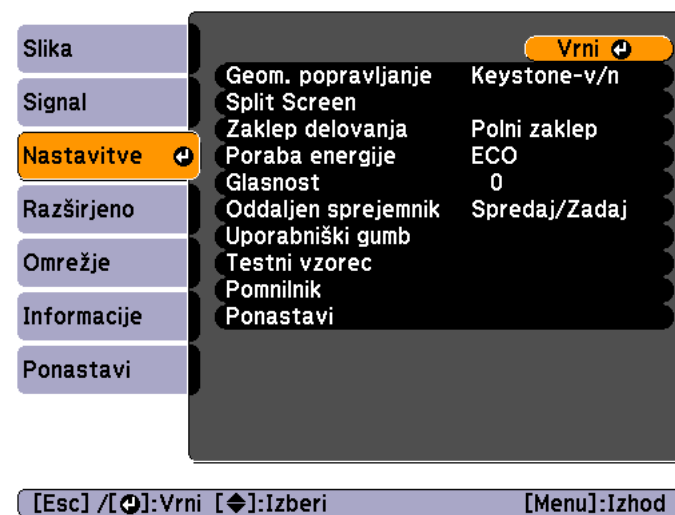 Slika
Signal
Nastavitve
Razširjeno
Omrežje
Informacije
Ponastavi
Vrni
Geom. popravljanje Keystone-v/n
Split Screen
Zaklep delovanja Polni zaklep
Poraba energije ECO
Glasnost 0
Oddaljen sprejemnik Spredaj/Zadaj
Uporabniški gumb
Testni vzorec
Pomnilnik
Ponastavi
[Esc] /[⏎]:Vrni [◆]:Izberi [Menu]:Izhod